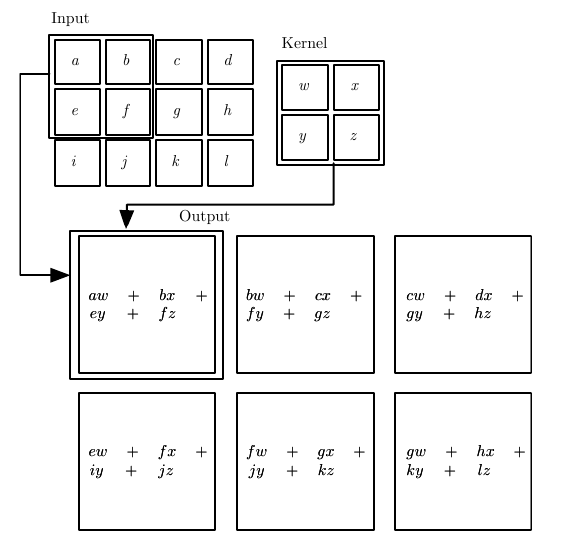 Input
Kernel
a b c d
w x
e f g h
y z
i j k l
Output
aw + bx +
ey + fz
bw + cx +
fy + gz
cw + dx +
gy + hz
ew + fx +
iy + jz
fw + gx +
jy + kz
gw + hx +
ky + lz